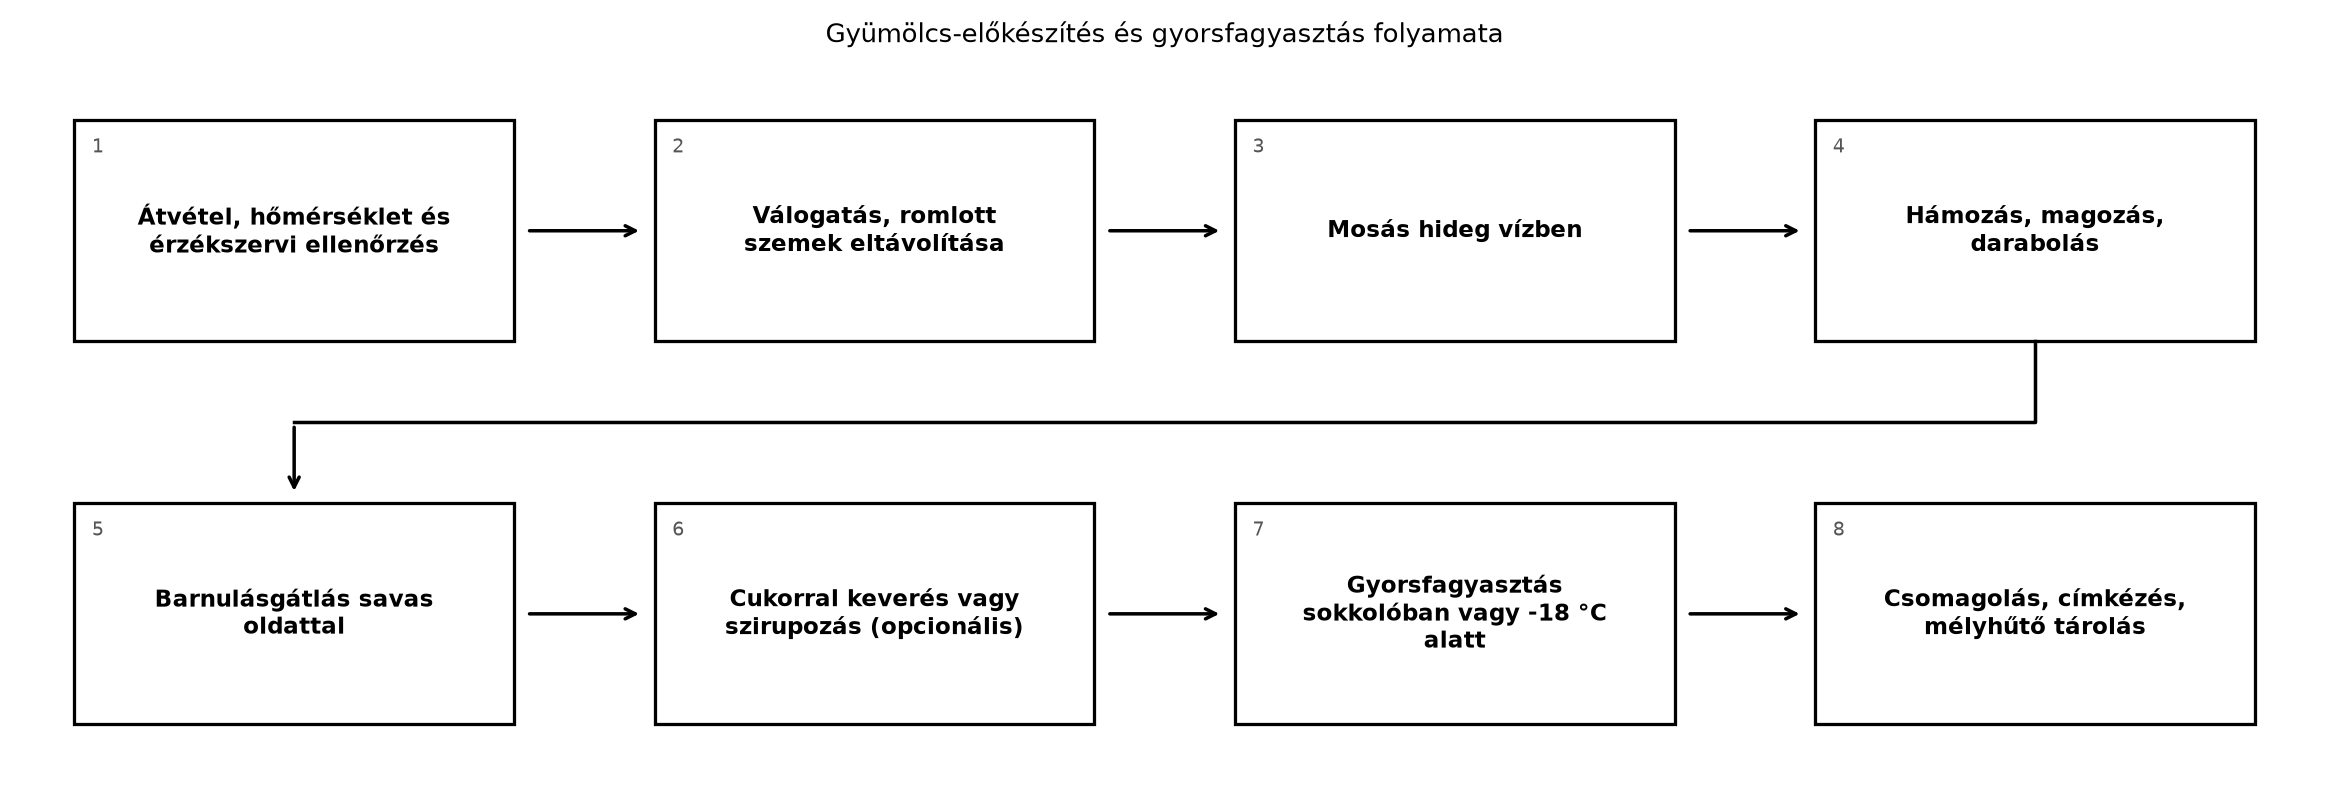 Gyümölcs-előkészítés és gyorsfagyasztás folyamata
1
Átvétel, hőmérséklet és
érzékszervi ellenőrzés
2
Válogatás, romlott
szemek eltávolítása
3
Mosás hideg vízben
4
Hámozás, magozás,
darabolás
5
Barnulásgátlás savas
oldattal
6
Cukorral keverés vagy
szirupozás (opcionális)
7
Gyorsfagyasztás
sokkolóban vagy -18 °C
alatt
8
Csomagolás, címkézés,
mélyhűtő tárolás